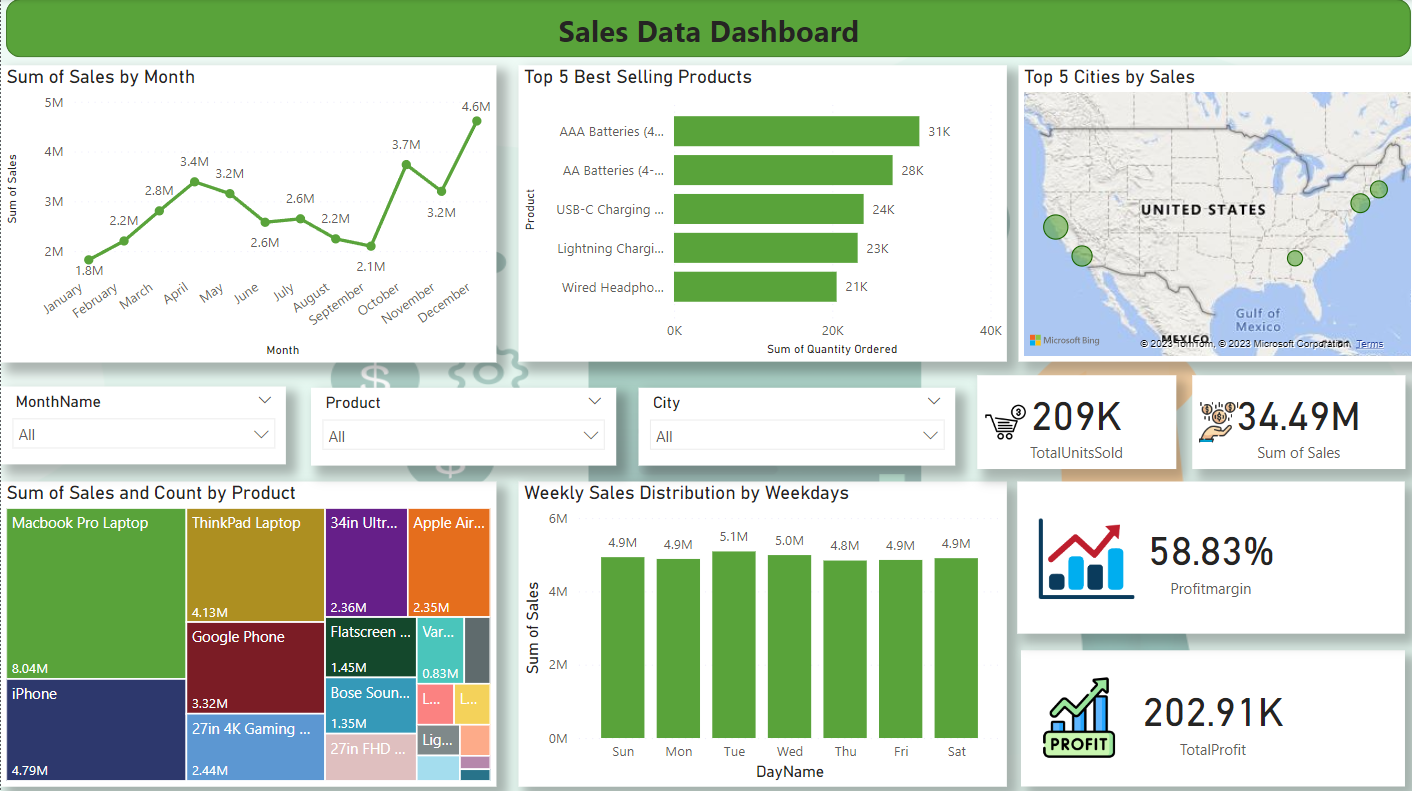 Sales Data Dashboard
Sum of Sales by Month
Sum of Sales
5M
4M
3M
2M
1.8M
2.2M
2.8M
3.4M
3.2M
2.6M
2.6M
2.2M
2.1M
3.7M
3.2M
4.6M
January
February
March
April
May
June
July
August
September
October
November
December
Month
Top 5 Best Selling Products
Product
AAA Batteries (4... 31K
AA Batteries (4-... 28K
USB-C Charging ... 24K
Lightning Chargi... 23K
Wired Headpho... 21K
0K 20K 40K
Sum of Quantity Ordered
Top 5 Cities by Sales
UNITED STATES
Gulf of
Mexico
MEXICO
Microsoft Bing
© 2023 TomTom, © 2023 Microsoft Corporation, Terms
MonthName
All
Product
All
City
All
3
209K
TotalUnitsSold
34.49M
Sum of Sales
Sum of Sales and Count by Product
Macbook Pro Laptop
8.04M
iPhone
4.79M
ThinkPad Laptop
4.13M
Google Phone
3.32M
27in 4K Gaming ...
2.44M
34in Ultr...
2.36M
Apple Air...
2.35M
Flatscreen ...
1.45M
Bose Soun...
1.35M
27in FHD ...
Var...
0.83M
L...
L...
Lig...
Weekly Sales Distribution by Weekdays
Sum of Sales
6M
4M
2M
0M
4.9M 4.9M 5.1M 5.0M 4.8M 4.9M 4.9M
Sun Mon Tue Wed Thu Fri Sat
DayName
58.83%
Profitmargin
PROFIT
202.91K
TotalProfit